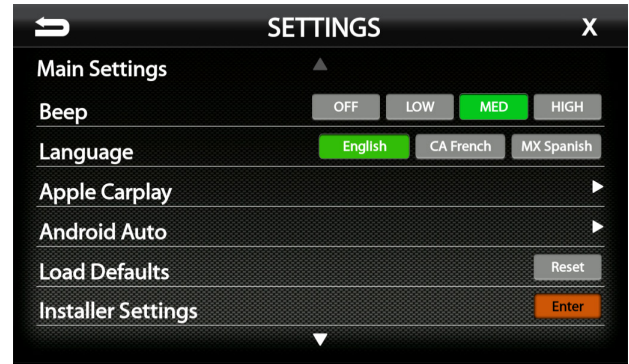 SETTINGS X
Main Settings
Beep OFF LOW MED HIGH
Language English CA French MX Spanish
Apple Carplay
Android Auto
Load Defaults Reset
Installer Settings Enter